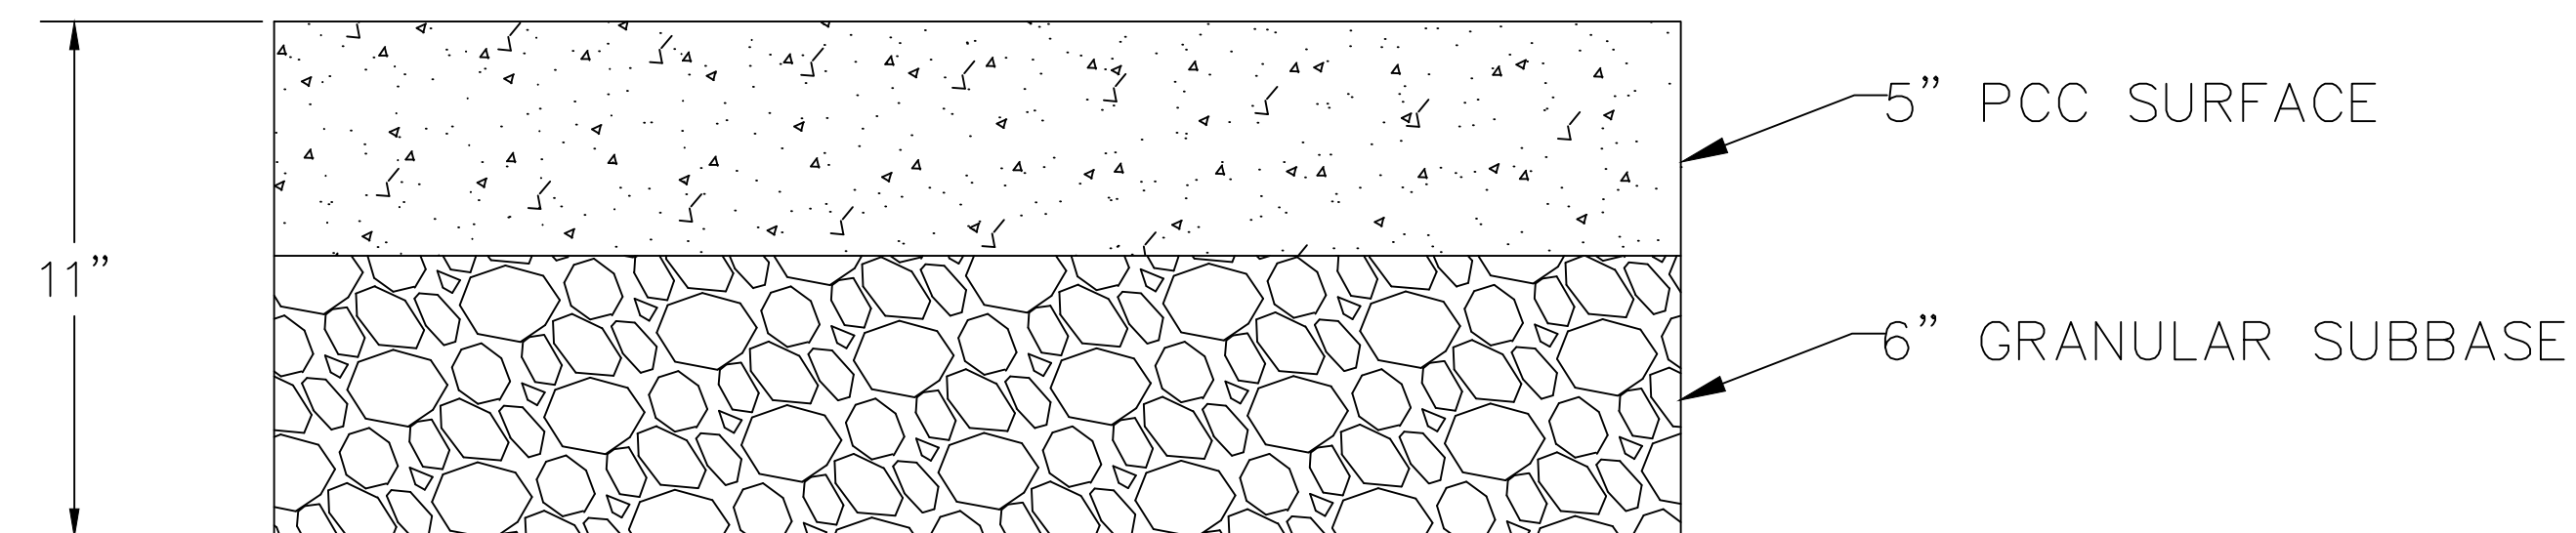 5” PCC SURFACE
11”
6” GRANULAR SUBBASE